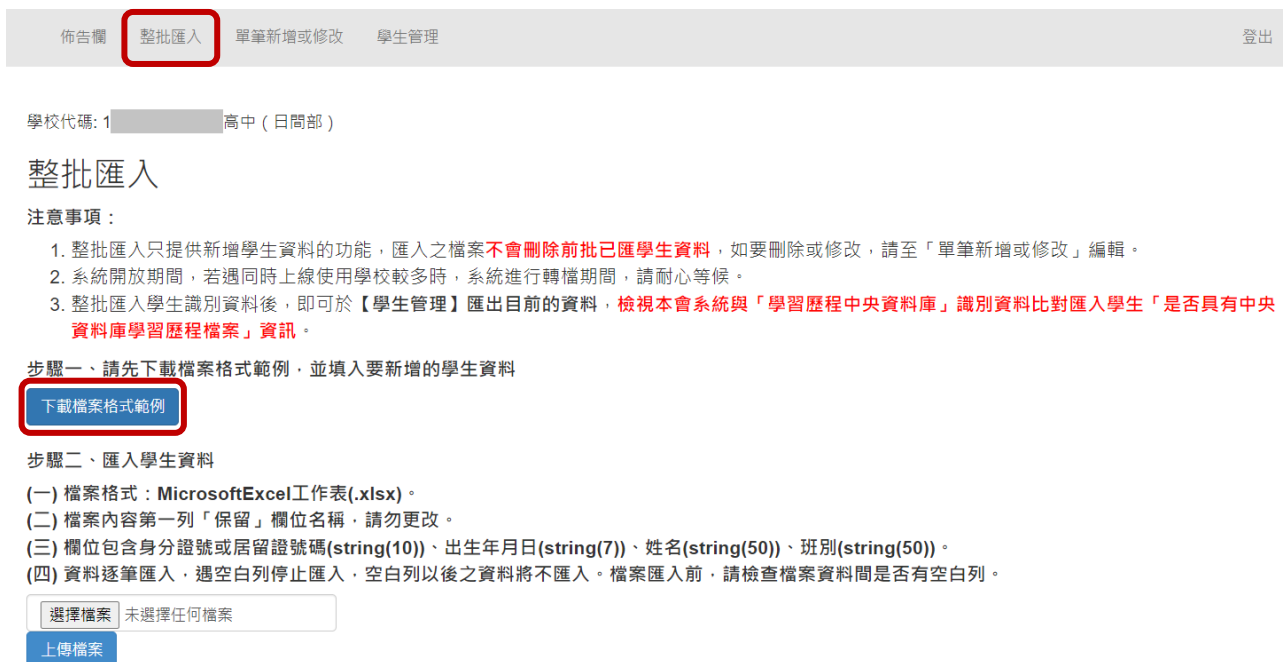 佈告欄 整批匯入 單筆新增或修改 學生管理 登出
學校代碼: 1 高中（日間部）
整批匯入
注意事項：
1. 整批匯入只提供新增學生資料的功能，匯入之檔案不會刪除前批已匯學生資料，如要刪除或修改，請至「單筆新增或修改」編輯。
2. 系統開放期間，若遇同時上線使用學校較多時，系統進行轉檔期間，請耐心等候。
3. 整批匯入學生識別資料後，即可於【學生管理】匯出目前的資料，檢視本會系統與「學習歷程中央資料庫」識別資料比對匯入學生「是否具有中央
資料庫學習歷程檔案」資訊。
步驟一、請先下載檔案格式範例，並填入要新增的學生資料
下載檔案格式範例
步驟二、匯入學生資料
(一) 檔案格式：MicrosoftExcel工作表(.xlsx)。
(二) 檔案內容第一列「保留」欄位名稱，請勿更改。
(三) 欄位包含身分證號或居留證號碼(string(10))、出生年月日(string(7))、姓名(string(50))、班別(string(50))。
(四) 資料逐筆匯入，遇空白列停止匯入，空白列以後之資料將不匯入。檔案匯入前，請檢查檔案資料間是否有空白列。
選擇檔案 未選擇任何檔案
上傳檔案